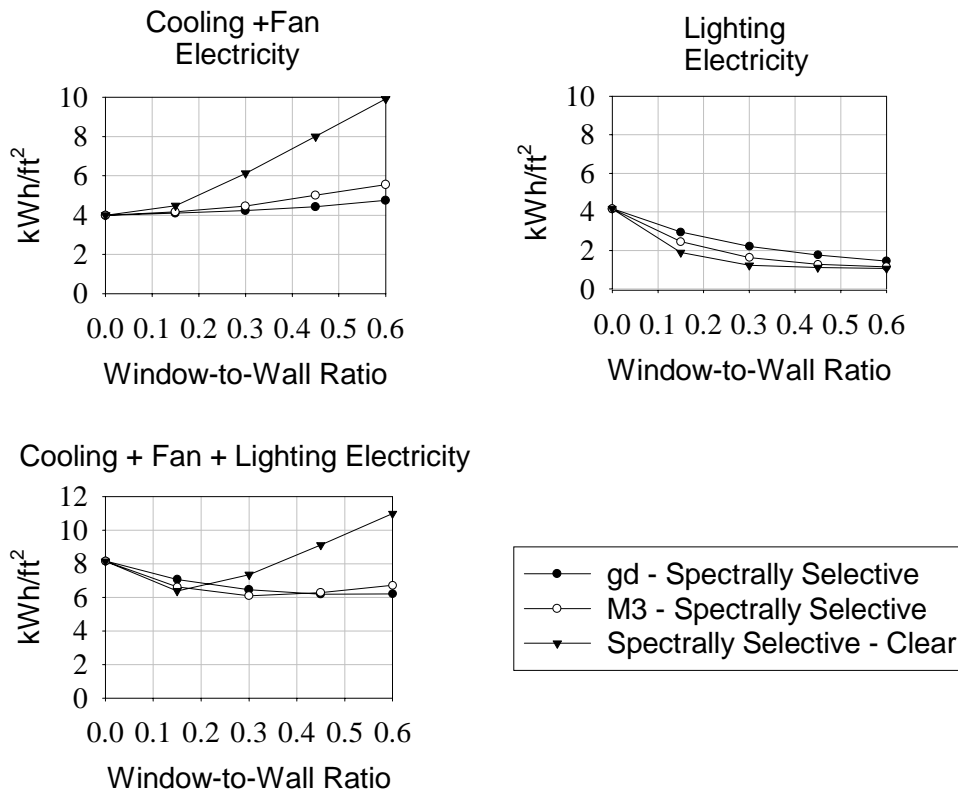 Cooling +Fan
Electricity
kWh/ft²
10
8
6
4
2
0
0.0 0.1 0.2 0.3 0.4 0.5 0.6
Window-to-Wall Ratio
Lighting
Electricity
kWh/ft²
10
8
6
4
2
0
0.0 0.1 0.2 0.3 0.4 0.5 0.6
Window-to-Wall Ratio
Cooling + Fan + Lighting Electricity
kWh/ft²
12
10
8
6
4
2
0
0.0 0.1 0.2 0.3 0.4 0.5 0.6
Window-to-Wall Ratio
gd - Spectrally Selective
M3 - Spectrally Selective
Spectrally Selective - Clear